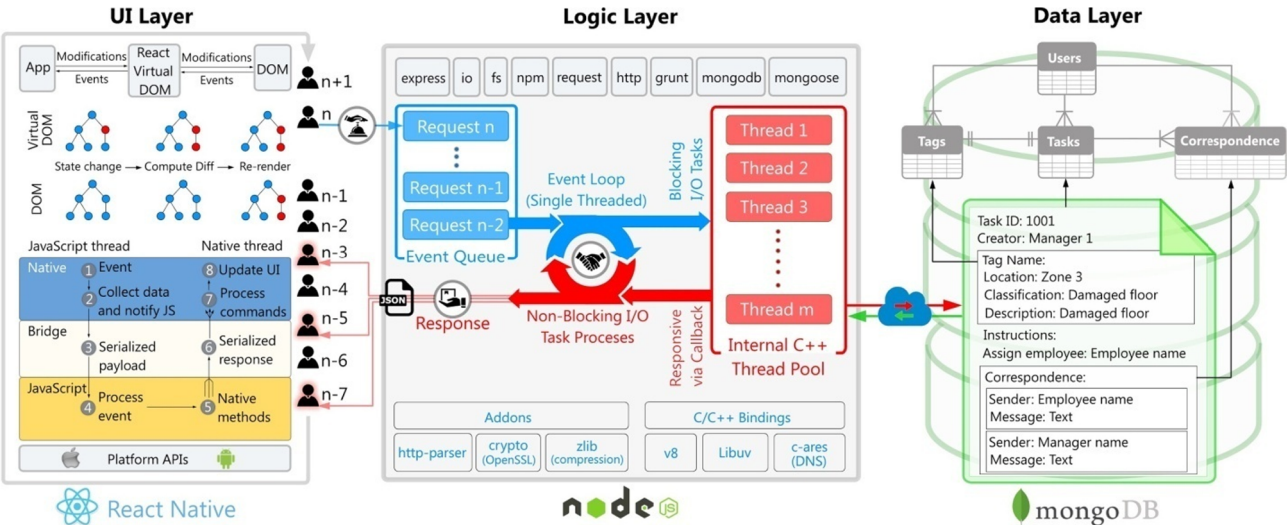 UI Layer
Logic Layer
Data Layer
App
Modifications
Events
React
Virtual
DOM
Modifications
Events
DOM
Virtual
DOM
State change
Compute Diff
Re-render
DOM
JavaScript thread
Native thread
Native
1 Event
2 Collect data
and notify JS
8 Update UI
7 Process
commands
Bridge
3 Serialized
payload
6 Serialized
response
JavaScript
4 Process
event
5 Native
methods
Platform APIs
React Native
n+1
n
n-1
n-2
n-3
n-4
n-5
n-6
n-7
express
io
fs
npm
request
http
grunt
mongodb
mongoose
Request n
Request n-1
Request n-2
Event Queue
Event Loop
(Single Threaded)
Blocking
I/O Tasks
Thread 1
Thread 2
Thread 3
Thread m
Internal C++
Thread Pool
JSON
Response
Non-Blocking I/O
Task Proceses
Responsive
via Callback
Addons
http-parser
crypto
(OpenSSL)
zlib
(compression)
C/C++ Bindings
v8
Libuv
c-ares
(DNS)
node JS
Users
Tags
Tasks
Correspondence
Task ID: 1001
Creator: Manager 1
Tag Name:
Location: Zone 3
Classification: Damaged floor
Description: Damaged floor
Instructions:
Assign employee: Employee name
Correspondence:
Sender: Employee name
Message: Text
Sender: Manager name
Message: Text
mongoDB